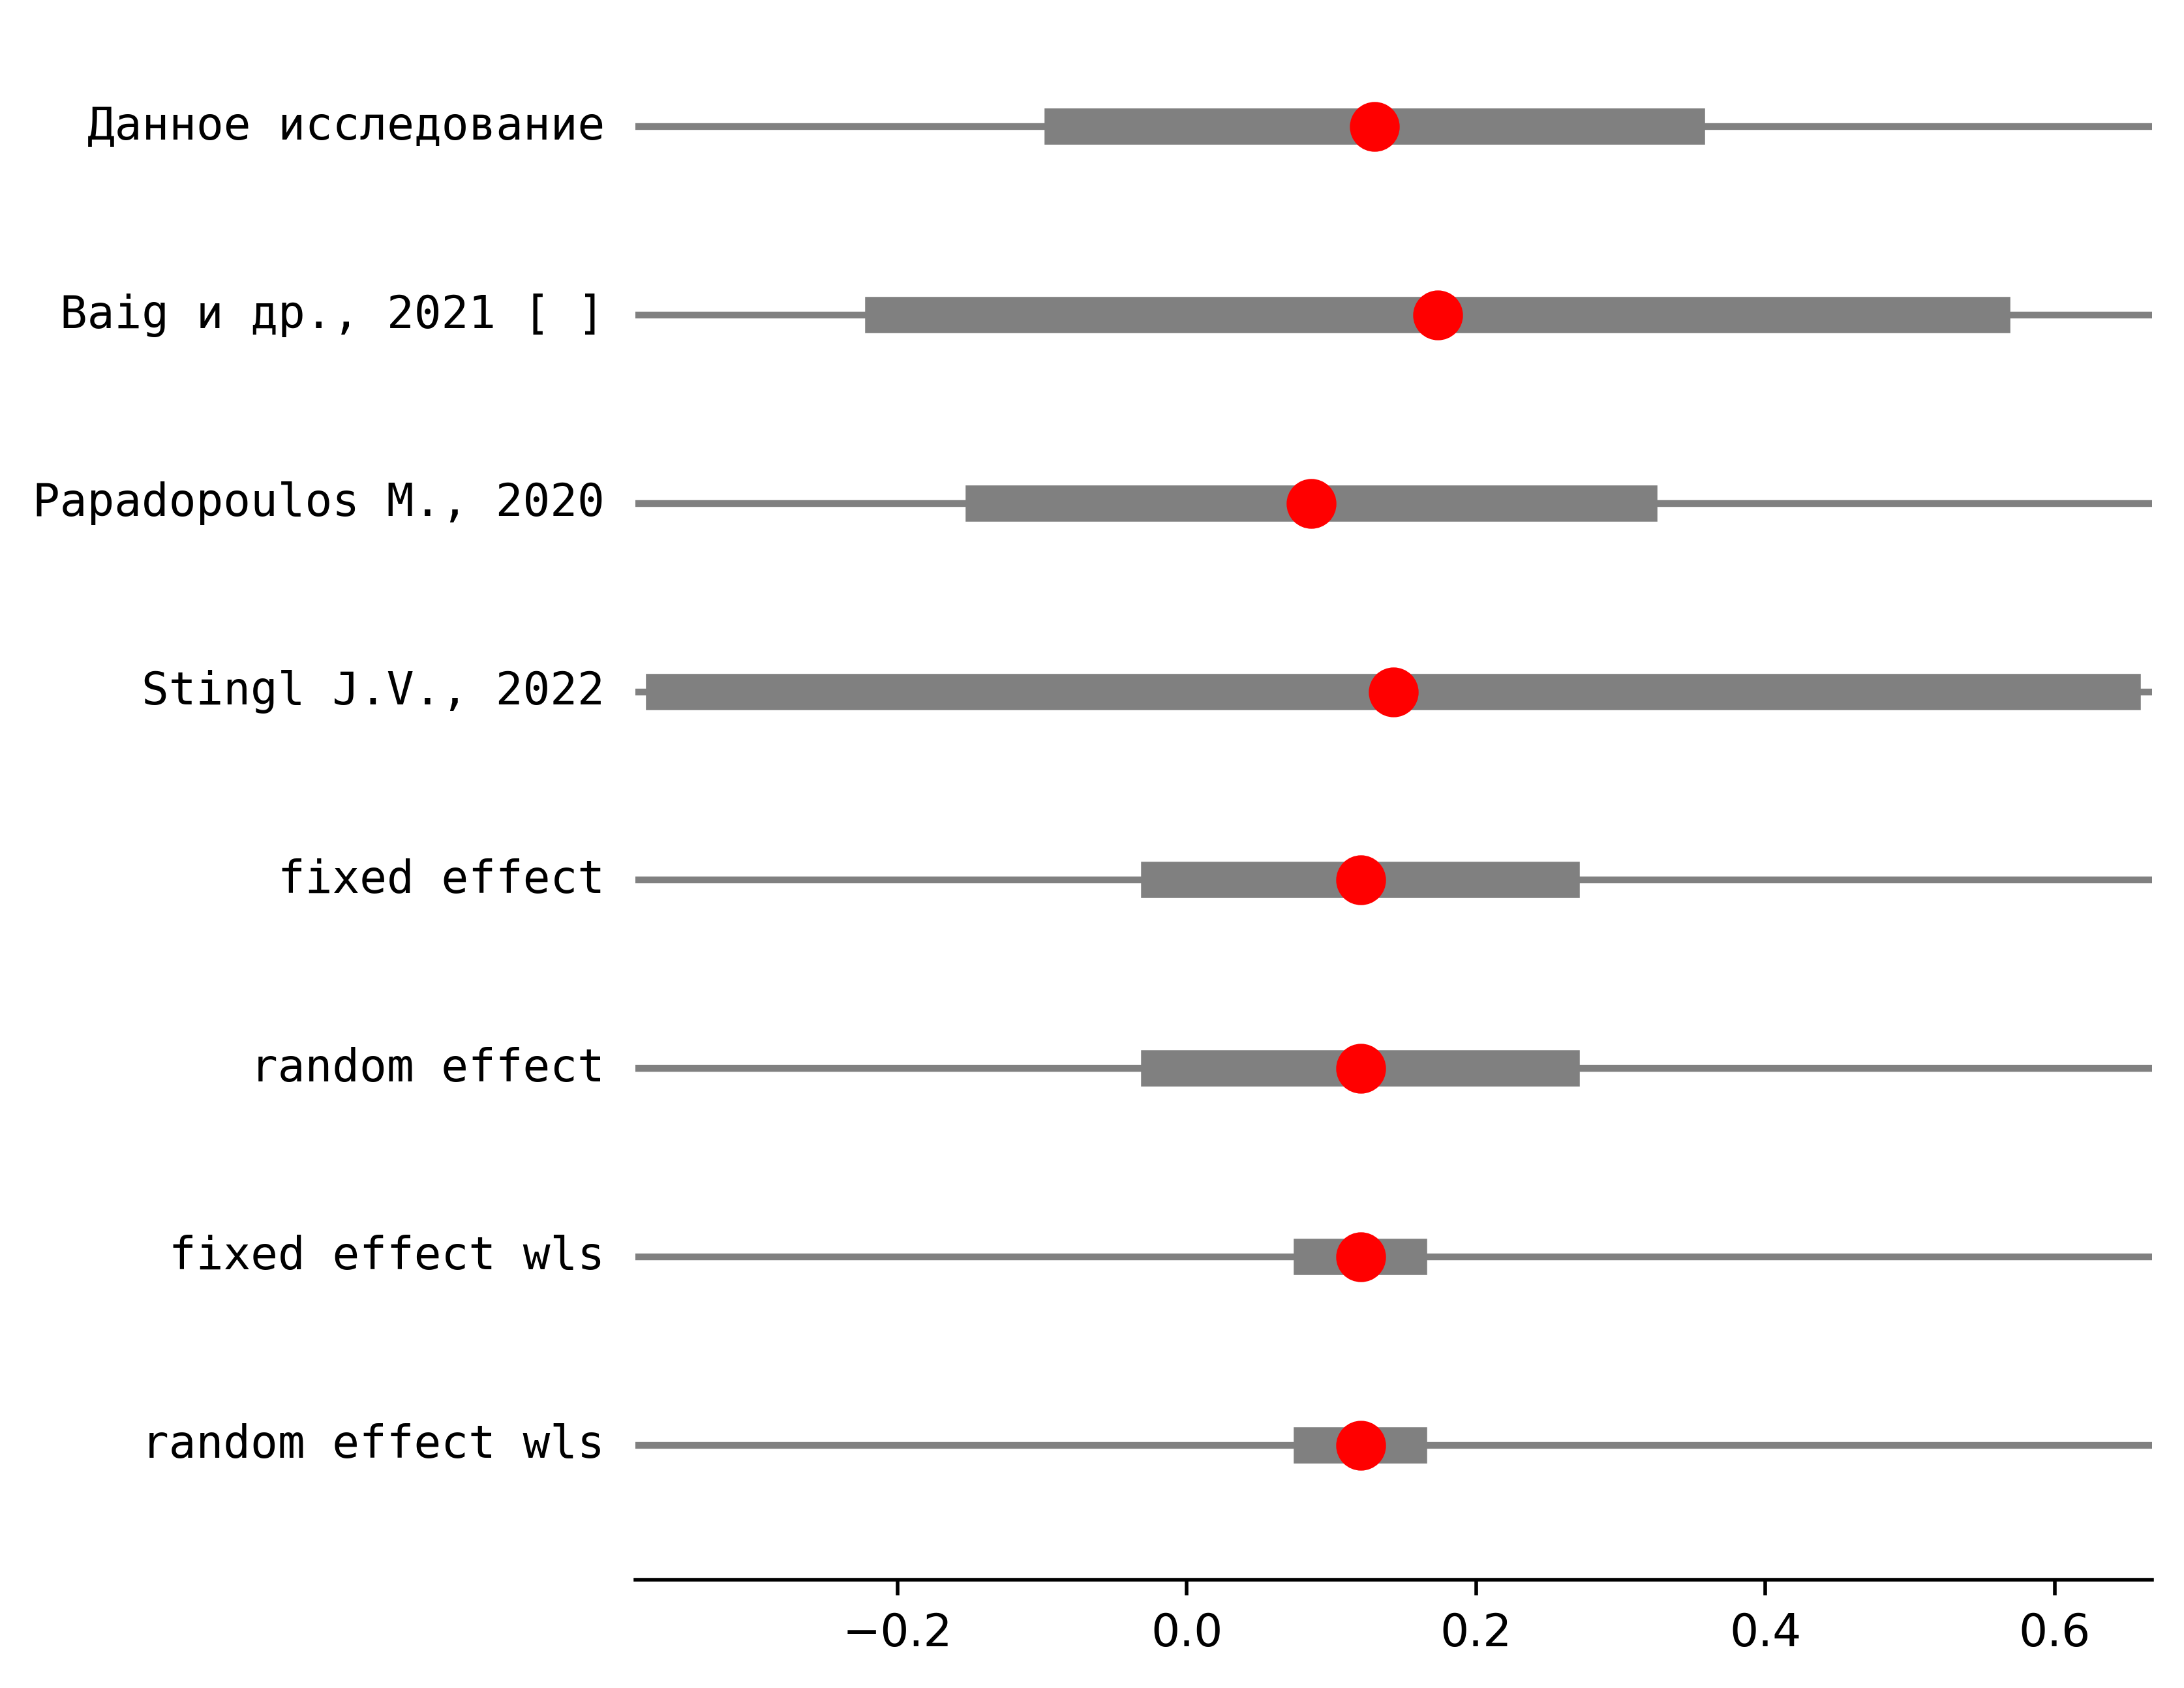 Данное исследование
Baig и др., 2021 [ ]
Papadopoulos M., 2020
Stingl J.V., 2022
fixed effect
random effect
fixed effect wls
random effect wls
−0.2 0.0 0.2 0.4 0.6